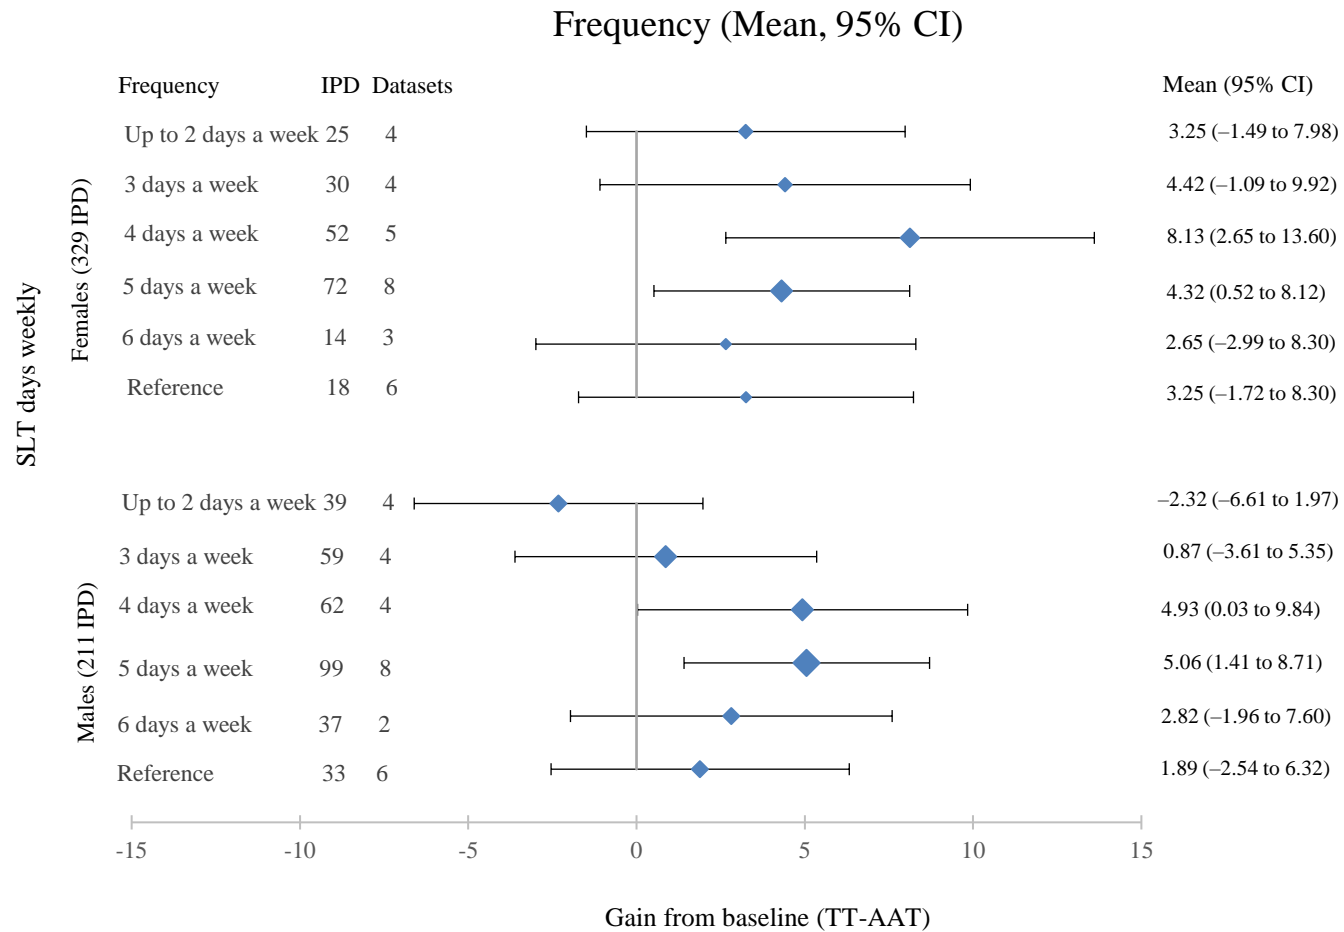 Frequency (Mean, 95% CI)
Frequency IPD Datasets Mean (95% CI)
SLT days weekly
Females (329 IPD)
Up to 2 days a week 25 4 3.25 (–1.49 to 7.98)
3 days a week 30 4 4.42 (–1.09 to 9.92)
4 days a week 52 5 8.13 (2.65 to 13.60)
5 days a week 72 8 4.32 (0.52 to 8.12)
6 days a week 14 3 2.65 (–2.99 to 8.30)
Reference 18 6 3.25 (–1.72 to 8.30)
Males (211 IPD)
Up to 2 days a week 39 4 –2.32 (–6.61 to 1.97)
3 days a week 59 4 0.87 (–3.61 to 5.35)
4 days a week 62 4 4.93 (0.03 to 9.84)
5 days a week 99 8 5.06 (1.41 to 8.71)
6 days a week 37 2 2.82 (–1.96 to 7.60)
Reference 33 6 1.89 (–2.54 to 6.32)
-15 -10 -5 0 5 10 15
Gain from baseline (TT-AAT)